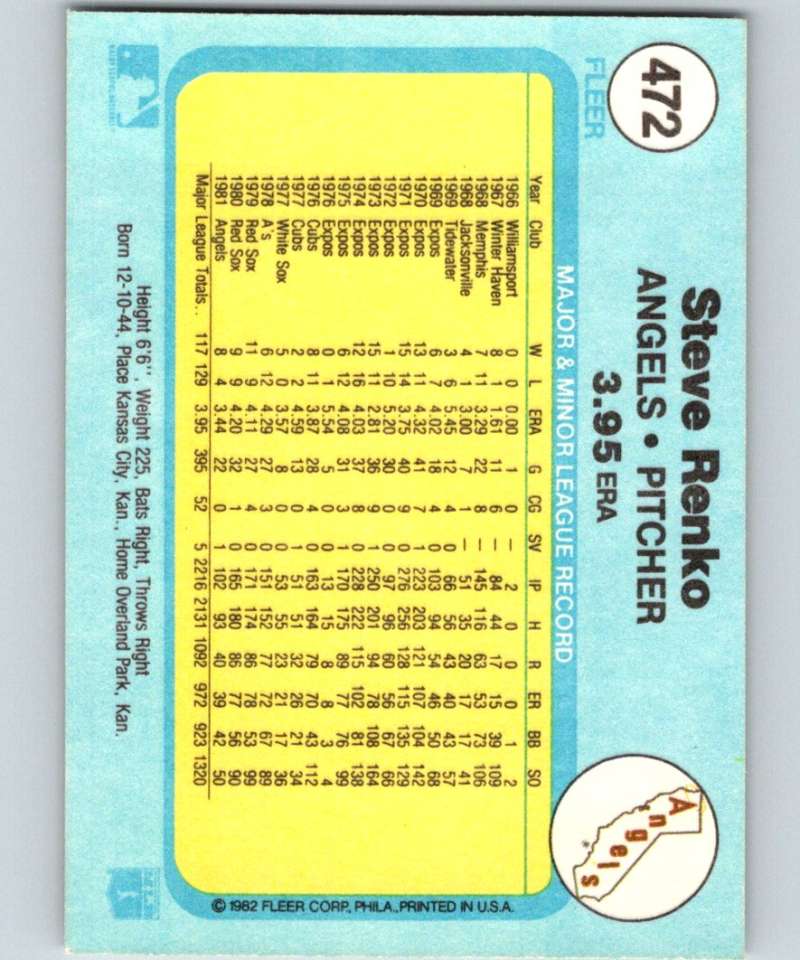 472
FLEER
Steve Renko
ANGELS • PITCHER
3.95 ERA
Angels
MAJOR & MINOR LEAGUE RECORD
Year Club W L ERA G CG SV IP H R ER BB SO
1966 Williamsport 0 0 0.00 1 0 – 2 0 0 0 1 2
1967 Winter Haven 8 1 1.61 11 6 – 84 44 17 15 39 109
1968 Memphis 7 11 3.29 22 8 – 145 116 63 53 73 106
1968 Jacksonville 4 1 3.00 7 1 – 51 35 20 17 17 41
1969 Tidewater 3 6 5.45 12 4 – 66 56 43 40 43 57
1969 Expos 6 7 4.02 18 4 0 103 94 54 46 50 68
1970 Expos 13 11 4.32 41 7 1 223 203 121 107 104 142
1971 Expos 15 14 3.75 40 9 0 276 256 128 115 135 129
1972 Expos 1 10 5.20 30 0 0 97 96 60 56 67 66
1973 Expos 15 11 2.81 36 9 1 250 201 94 78 108 164
1974 Expos 12 16 4.03 37 8 0 228 222 115 102 81 138
1975 Expos 6 12 4.08 31 3 1 170 175 89 77 76 99
1976 Expos 0 1 5.54 5 0 0 13 15 8 8 3 4
1976 Cubs 8 11 3.87 28 4 0 163 164 79 70 43 112
1977 Cubs 2 2 4.59 13 0 1 51 51 32 26 21 34
1977 White Sox 5 0 3.57 8 0 0 53 55 23 21 17 36
1978 A's 6 12 4.29 27 3 0 151 152 77 72 67 89
1979 Red Sox 11 9 4.11 27 4 0 171 174 86 78 53 99
1980 Red Sox 9 9 4.20 32 1 0 165 180 86 77 56 90
1981 Angels 8 4 3.44 22 0 1 102 93 40 39 42 50
Major League Totals.. 117 129 3.95 395 52 5 2216 2131 1092 972 923 1320
© 1982 FLEER CORP., PHILA., PRINTED IN U.S.A.
Height 6'6", Weight 225, Bats Right, Throws Right
Born 12-10-44, Place Kansas City, Kan., Home Overland Park, Kan.